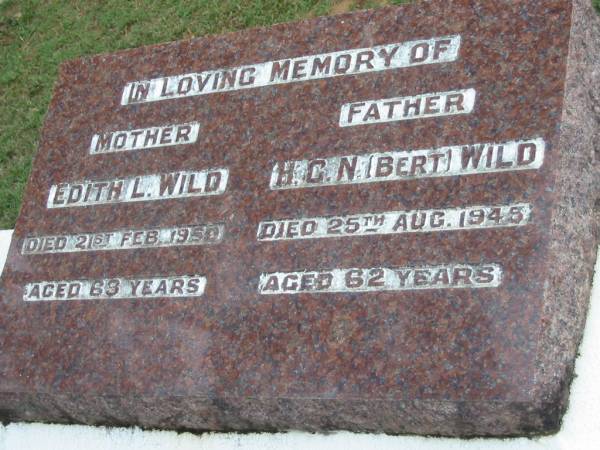 IN LOVING MEMORY OF
MOTHER
EDITH L. WILD
DIED 21ST FEB. 1950
AGED 63 YEARS
FATHER
H. C. N. (BERT) WILD
DIED 25TH AUG. 1945
AGED 62 YEARS